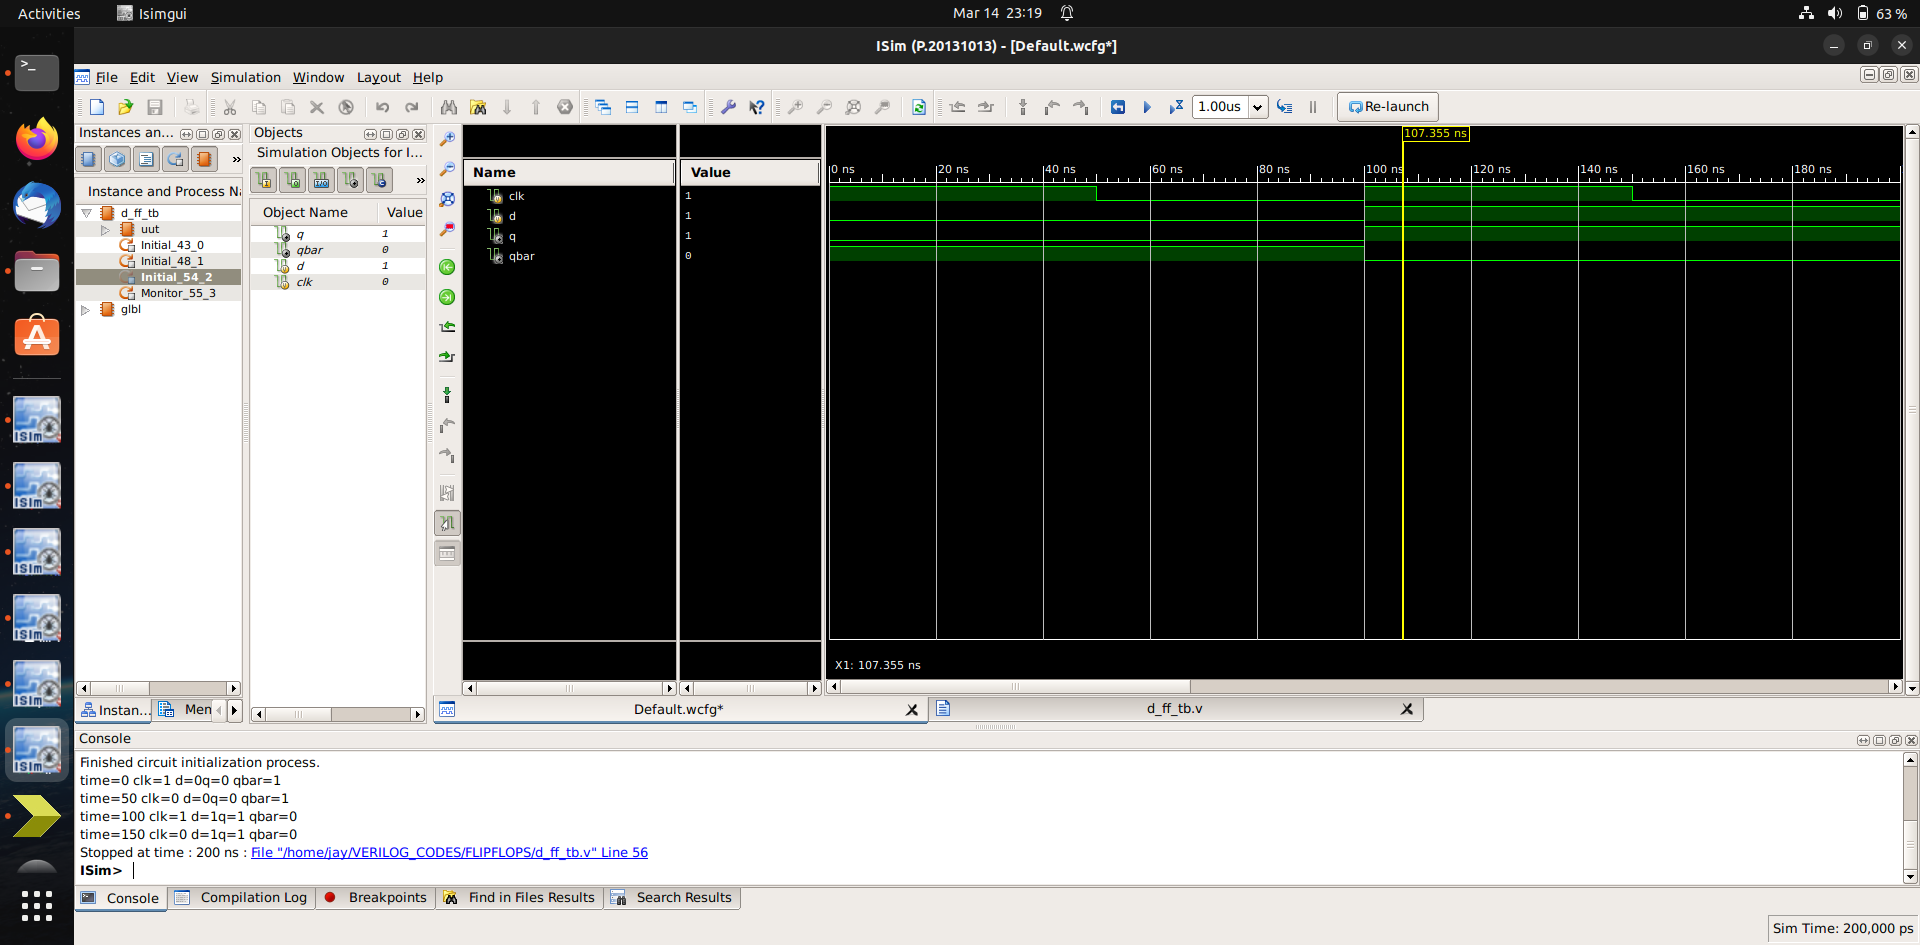 Activities
Isimgui
Mar 14 23:19
63 %
ISim (P.20131013) - [Default.wcfg*]
File Edit View Simulation Window Layout Help
1.00us
Re-launch
Instances an...
»
Instance and Process Na
d_ff_tb
uut
Initial_43_0
Initial_48_1
Initial_54_2
Monitor_55_3
glbl
Instan...
Men
Objects
Simulation Objects for I...
»
Object Name Value
q 1
qbar 0
d 1
clk 0
Name Value
clk 1
d 1
q 1
qbar 0
107.355 ns
0 ns 20 ns 40 ns 60 ns 80 ns 100 ns 120 ns 140 ns 160 ns 180 ns
X1: 107.355 ns
Default.wcfg*
d_ff_tb.v
Console
Finished circuit initialization process.
time=0 clk=1 d=0q=0 qbar=1
time=50 clk=0 d=0q=0 qbar=1
time=100 clk=1 d=1q=1 qbar=0
time=150 clk=0 d=1q=1 qbar=0
Stopped at time : 200 ns : File "/home/jay/VERILOG_CODES/FLIPFLOPS/d_ff_tb.v" Line 56
ISim>
Console
Compilation Log
Breakpoints
Find in Files Results
Search Results
Sim Time: 200,000 ps
ISim
ISim
ISim
ISim
ISim
ISim